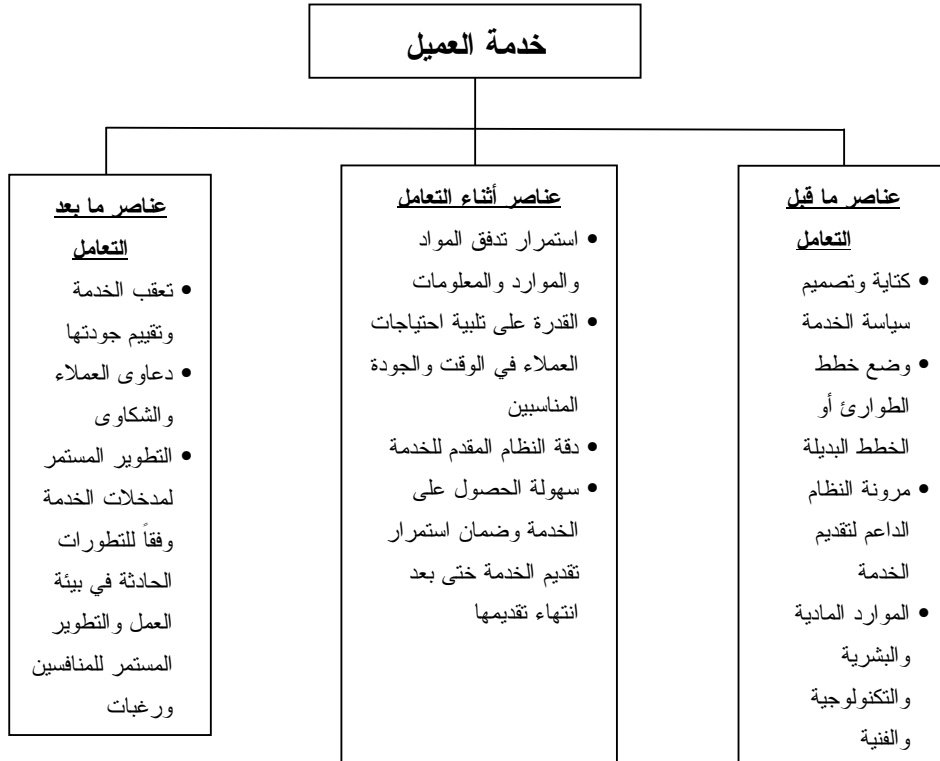 خدمة العميل
عناصر ما قبل
التعامل
• كتابة وتصميم
سياسة الخدمة
• وضع خطط
الطوارئ أو
الخطط البديلة
• مرونة النظام
الداعم لتقديم
الخدمة
• الموارد المادية
والبشرية
والتكنولوجية
والفنية
عناصر أثناء التعامل
• استمرار تدفق المواد
والموارد والمعلومات
• القدرة على تلبية احتياجات
العملاء في الوقت والجودة
المناسبين
• دقة النظام المقدم للخدمة
• سهولة الحصول على
الخدمة وضمان استمرار
تقديم الخدمة ختى بعد
انتهاء تقديمها
عناصر ما بعد
التعامل
• تعقب الخدمة
وتقييم جودتها
• دعاوى العملاء
والشكاوى
• التطوير المستمر
لمدخلات الخدمة
وفقاً للتطورات
الحادثة في بيئة
العمل والتطوير
المستمر للمنافسين
ورغبات